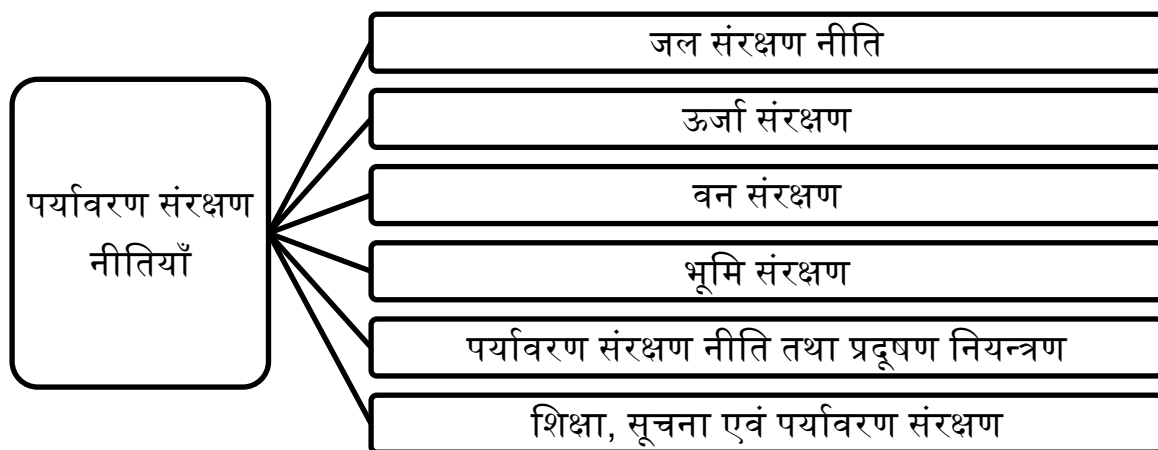 पर्यावरण संरक्षण
नीतियाँ
जल संरक्षण नीति
ऊर्जा संरक्षण
वन संरक्षण
भूमि संरक्षण
पर्यावरण संरक्षण नीति तथा प्रदूषण नियन्त्रण
शिक्षा, सूचना एवं पर्यावरण संरक्षण